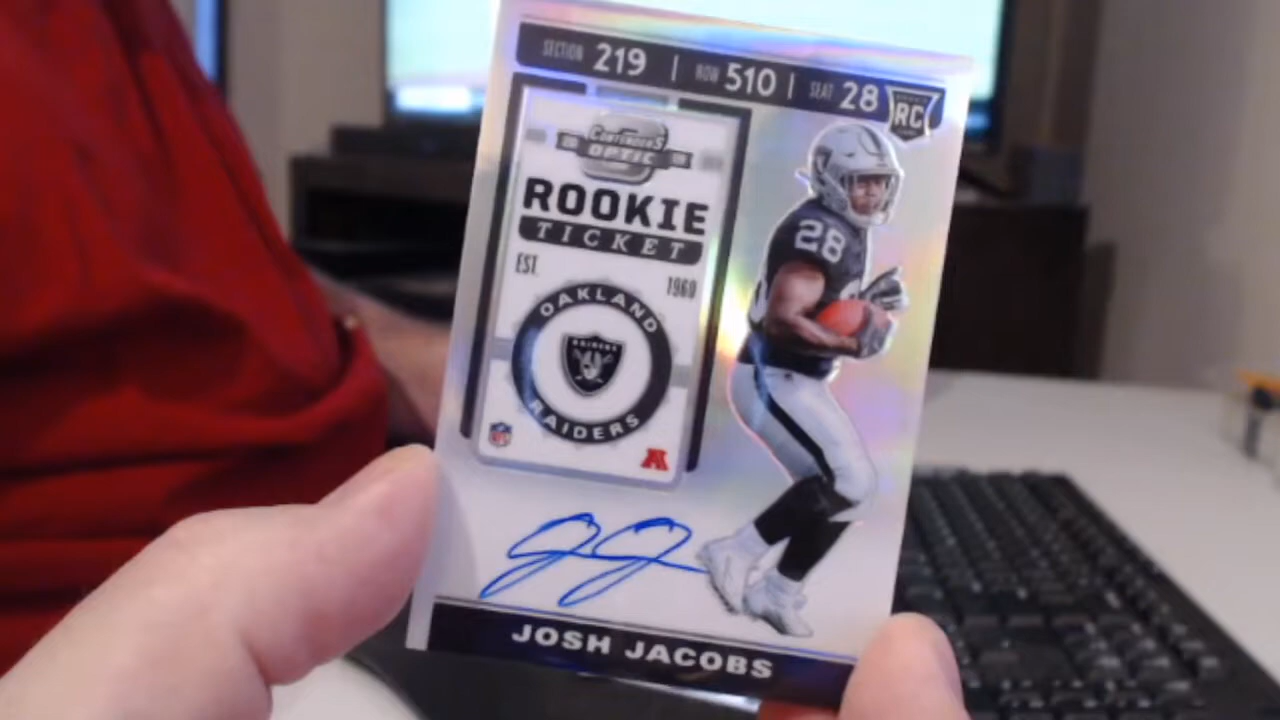 SECTION 219 | ROW 510 | SEAT 28
RC
CONTENDERS
OPTIC
ROOKIE
TICKET
EST. 1960
OAKLAND
RAIDERS
RAIDERS
NFL
28
JOSH JACOBS